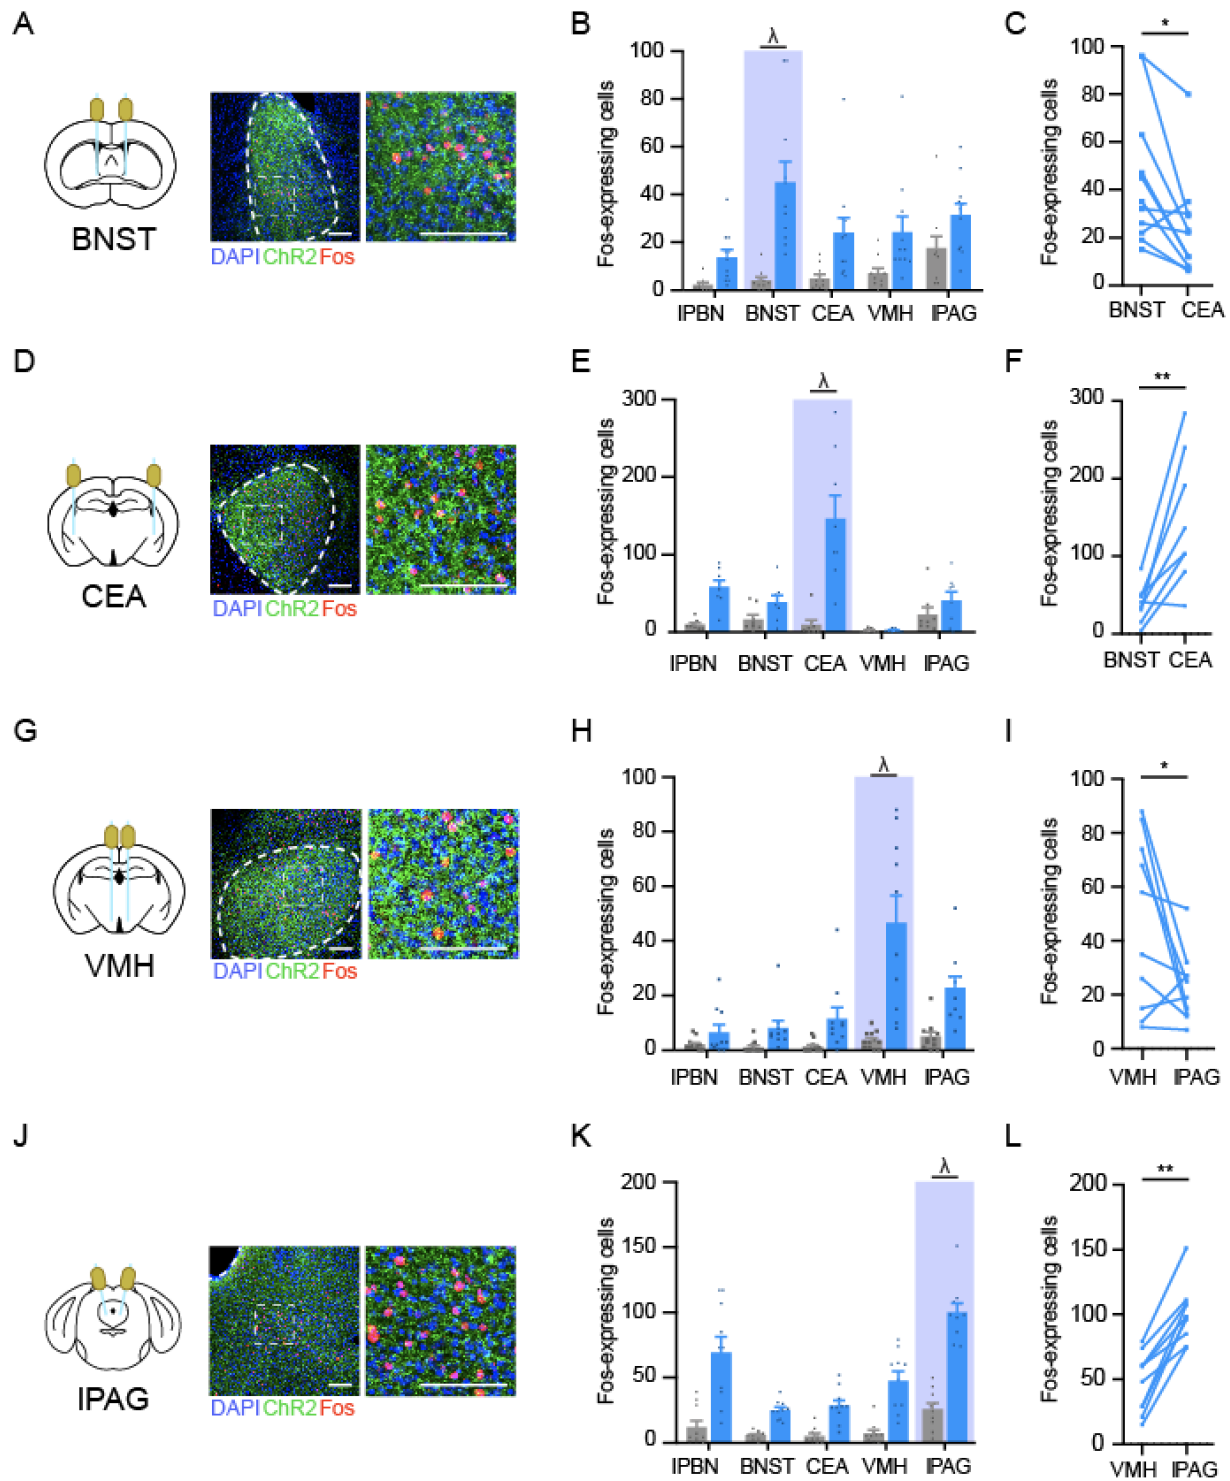 A
BNST
DAPI ChR2 Fos
B
λ
Fos-expressing cells
100
80
60
40
20
0
lPBN BNST CEA VMH lPAG
C
*
Fos-expressing cells
100
80
60
40
20
0
BNST CEA
D
CEA
DAPI ChR2 Fos
E
λ
Fos-expressing cells
300
200
100
0
lPBN BNST CEA VMH lPAG
F
**
Fos-expressing cells
300
200
100
0
BNST CEA
G
VMH
DAPI ChR2 Fos
H
λ
Fos-expressing cells
100
80
60
40
20
0
lPBN BNST CEA VMH lPAG
I
*
Fos-expressing cells
100
80
60
40
20
0
VMH lPAG
J
lPAG
DAPI ChR2 Fos
K
λ
Fos-expressing cells
200
150
100
50
0
lPBN BNST CEA VMH lPAG
L
**
Fos-expressing cells
200
150
100
50
0
VMH lPAG